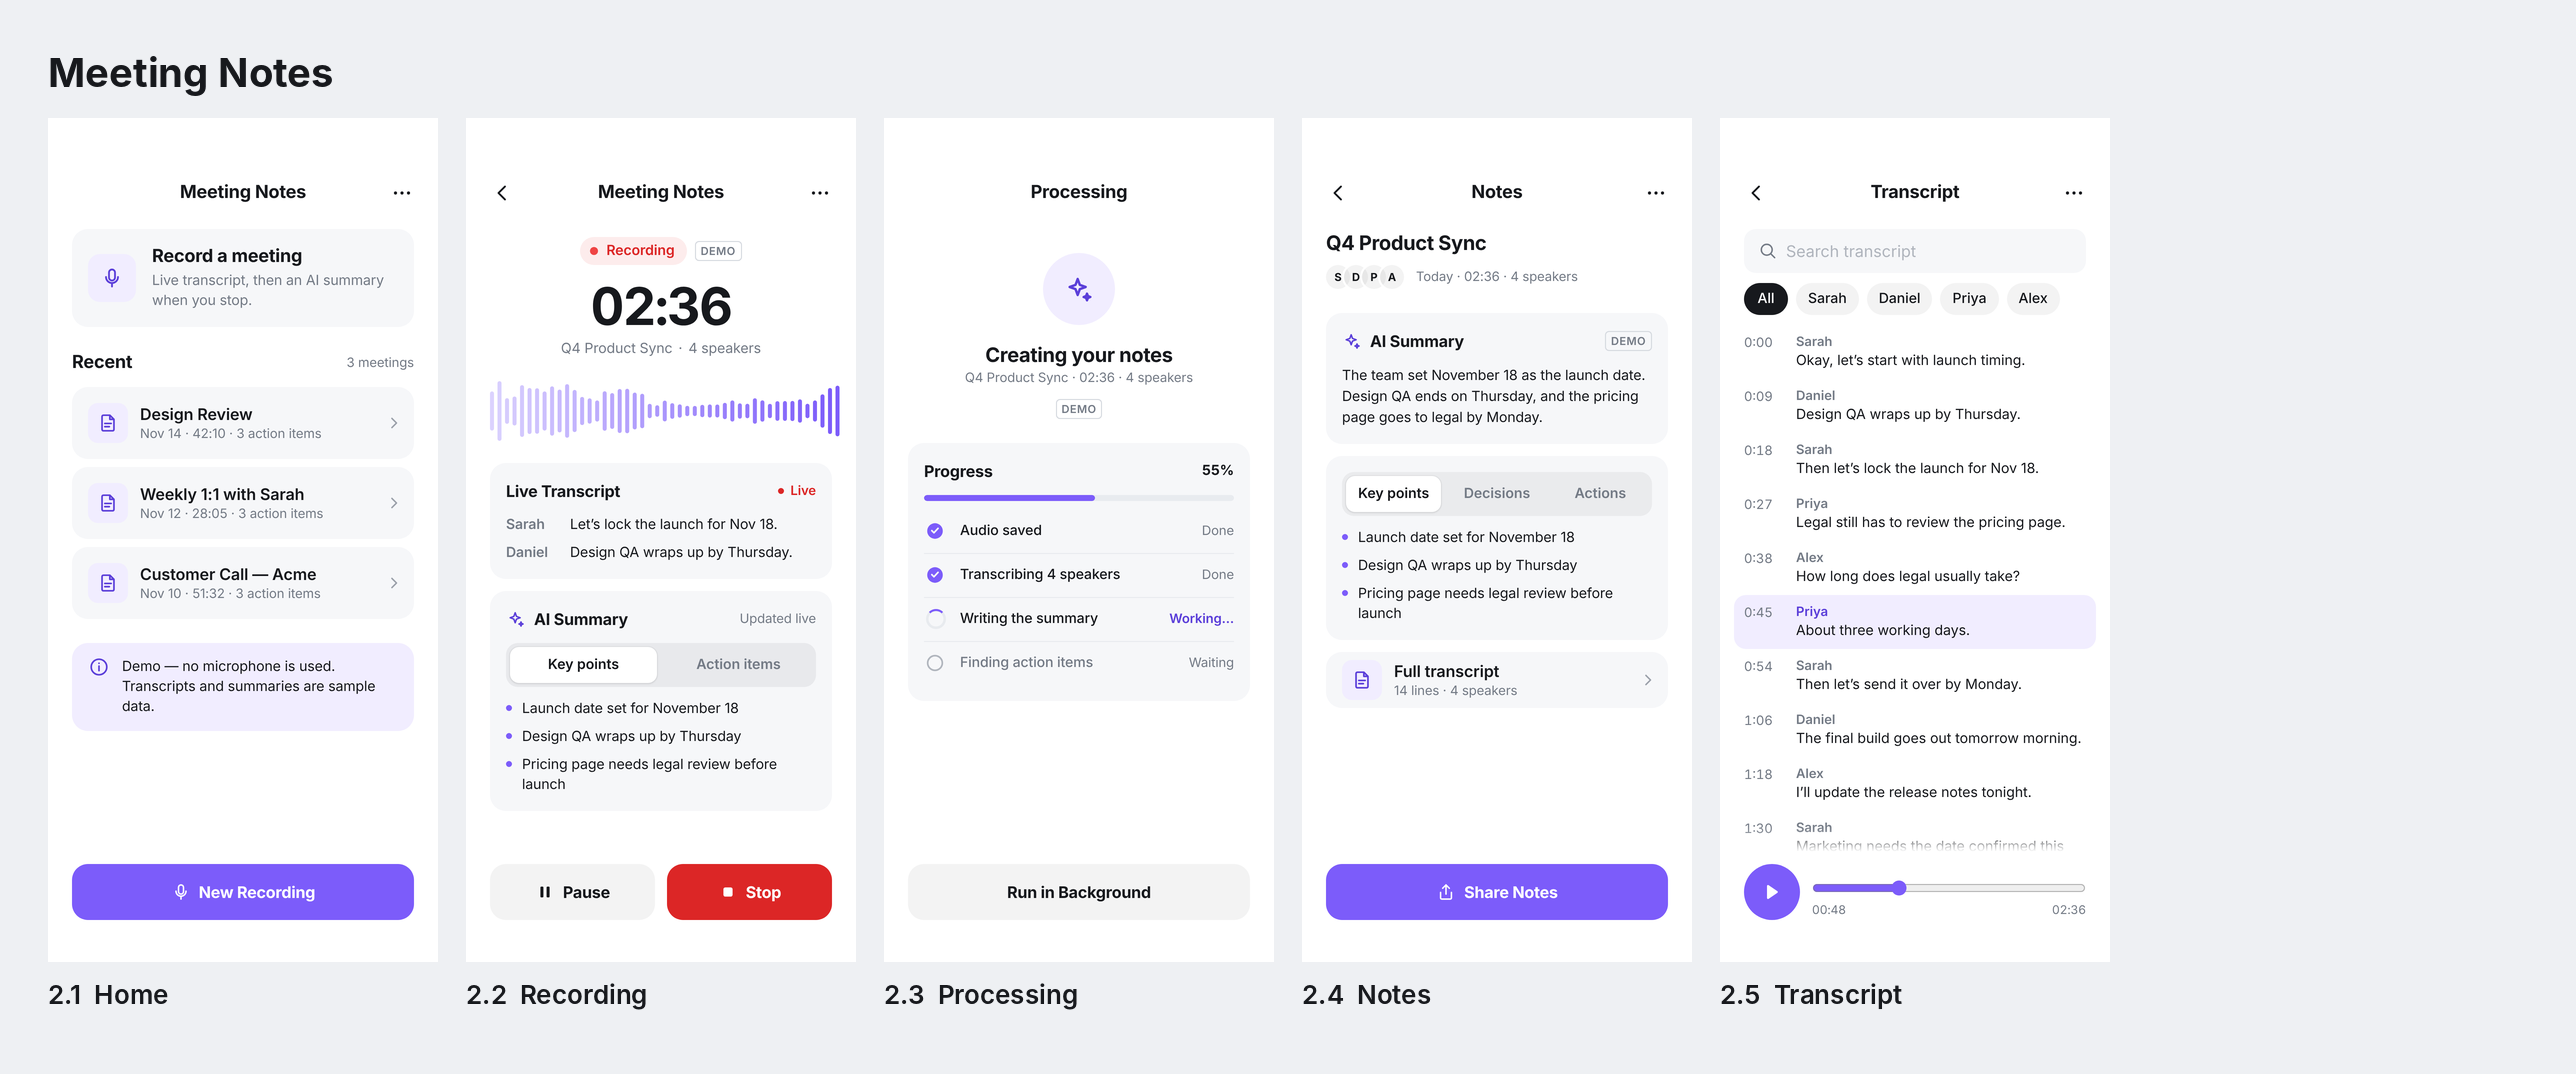 Meeting Notes
Meeting Notes
Record a meeting
Live transcript, then an AI summary
when you stop.
Recent
3 meetings
Design Review
Nov 14 · 42:10 · 3 action items
Weekly 1:1 with Sarah
Nov 12 · 28:05 · 3 action items
Customer Call — Acme
Nov 10 · 51:32 · 3 action items
Demo — no microphone is used.
Transcripts and summaries are sample
data.
New Recording
2.1 Home
Meeting Notes
Recording
DEMO
02:36
Q4 Product Sync · 4 speakers
Live Transcript
Live
Sarah Let’s lock the launch for Nov 18.
Daniel Design QA wraps up by Thursday.
AI Summary
Updated live
Key points
Action items
Launch date set for November 18
Design QA wraps up by Thursday
Pricing page needs legal review before
launch
Pause
Stop
2.2 Recording
Processing
Creating your notes
Q4 Product Sync · 02:36 · 4 speakers
DEMO
Progress
55%
Audio saved
Done
Transcribing 4 speakers
Done
Writing the summary
Working...
Finding action items
Waiting
Run in Background
2.3 Processing
Notes
Q4 Product Sync
S D P A
Today · 02:36 · 4 speakers
AI Summary
DEMO
The team set November 18 as the launch date.
Design QA ends on Thursday, and the pricing
page goes to legal by Monday.
Key points
Decisions
Actions
Launch date set for November 18
Design QA wraps up by Thursday
Pricing page needs legal review before
launch
Full transcript
14 lines · 4 speakers
Share Notes
2.4 Notes
Transcript
Search transcript
All Sarah Daniel Priya Alex
0:00 Sarah
Okay, let’s start with launch timing.
0:09 Daniel
Design QA wraps up by Thursday.
0:18 Sarah
Then let’s lock the launch for Nov 18.
0:27 Priya
Legal still has to review the pricing page.
0:38 Alex
How long does legal usually take?
0:45 Priya
About three working days.
0:54 Sarah
Then let’s send it over by Monday.
1:06 Daniel
The final build goes out tomorrow morning.
1:18 Alex
I’ll update the release notes tonight.
1:30 Sarah
Marketing needs the date confirmed this
00:48
02:36
2.5 Transcript